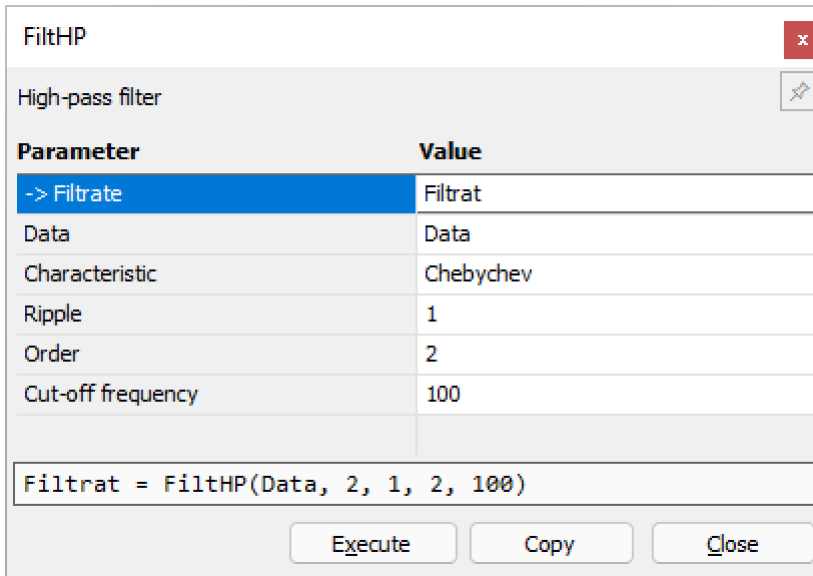 FiltHP
x
High-pass filter
Parameter Value
-> Filtrate Filtrat
Data Data
Characteristic Chebychev
Ripple 1
Order 2
Cut-off frequency 100
Filtrat = FiltHP(Data, 2, 1, 2, 100)
Execute Copy Close